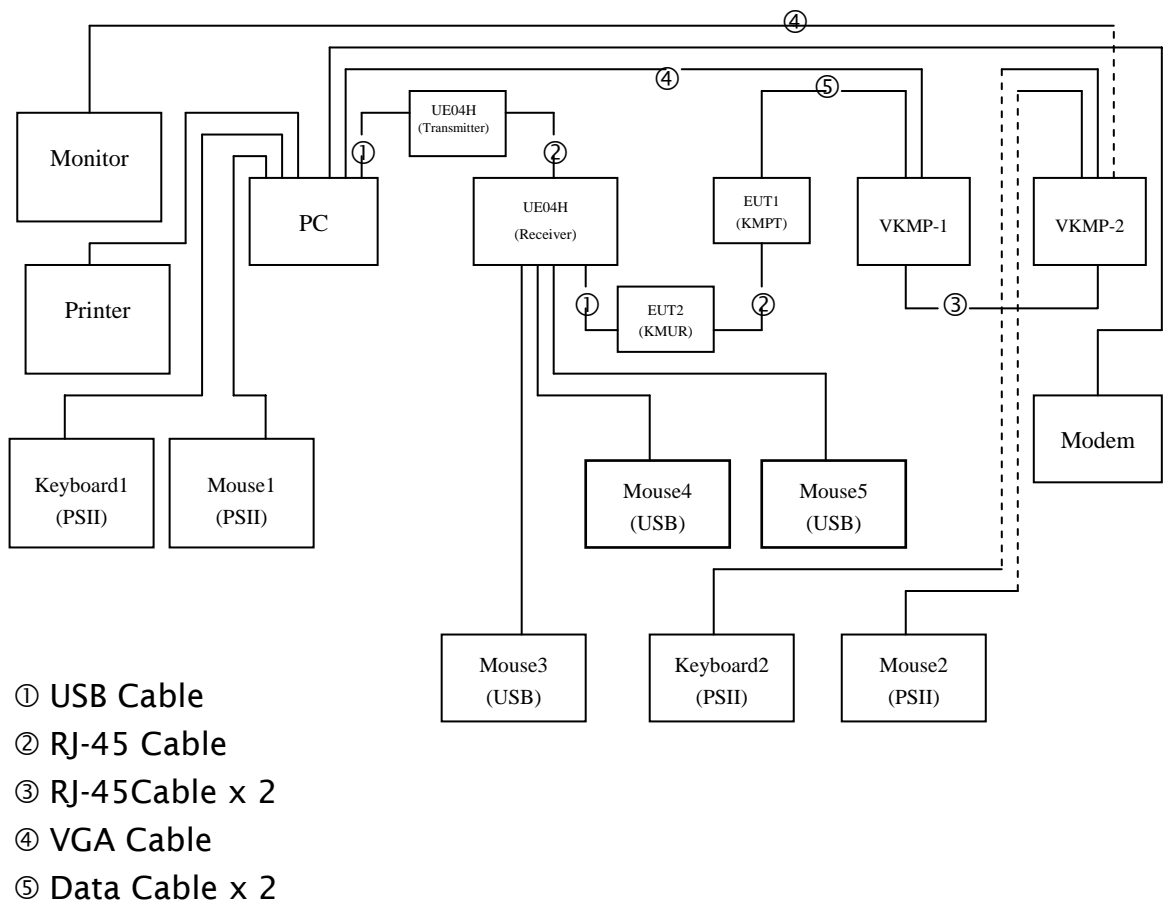 ④
④
⑤
UE04H
(Transmitter)
①
②
Monitor
PC
UE04H
(Receiver)
EUT1
(KMPT)
VKMP-1
VKMP-2
Printer
①
EUT2
(KMUR)
②
③
Modem
Keyboard1
(PSII)
Mouse1
(PSII)
Mouse4
(USB)
Mouse5
(USB)
Mouse3
(USB)
Keyboard2
(PSII)
Mouse2
(PSII)
① USB Cable
② RJ-45 Cable
③ RJ-45Cable x 2
④ VGA Cable
⑤ Data Cable x 2